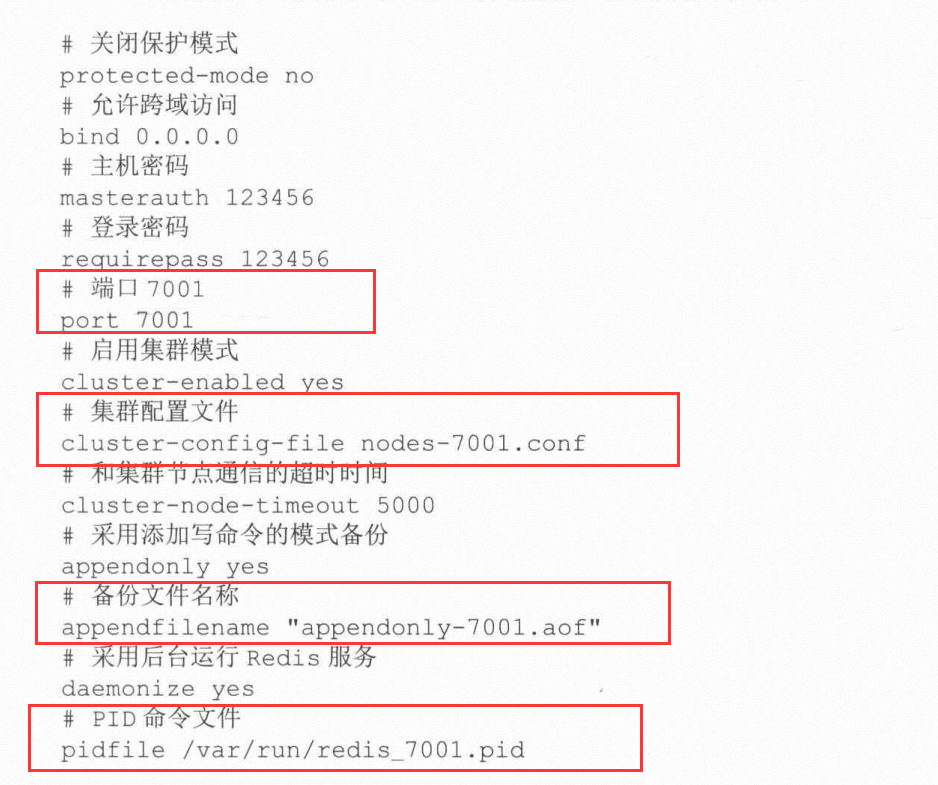 # 关闭保护模式
protected-mode no
# 允许跨域访问
bind 0.0.0.0
# 主机密码
masterauth 123456
# 登录密码
requirepass 123456
# 端口 7001
port 7001
# 启用集群模式
cluster-enabled yes
# 集群配置文件
cluster-config-file nodes-7001.conf
# 和集群节点通信的超时时间
cluster-node-timeout 5000
# 采用添加写命令的模式备份
appendonly yes
# 备份文件名称
appendfilename "appendonly-7001.aof"
# 采用后台运行 Redis 服务
daemonize yes
# PID 命令文件
pidfile /var/run/redis_7001.pid